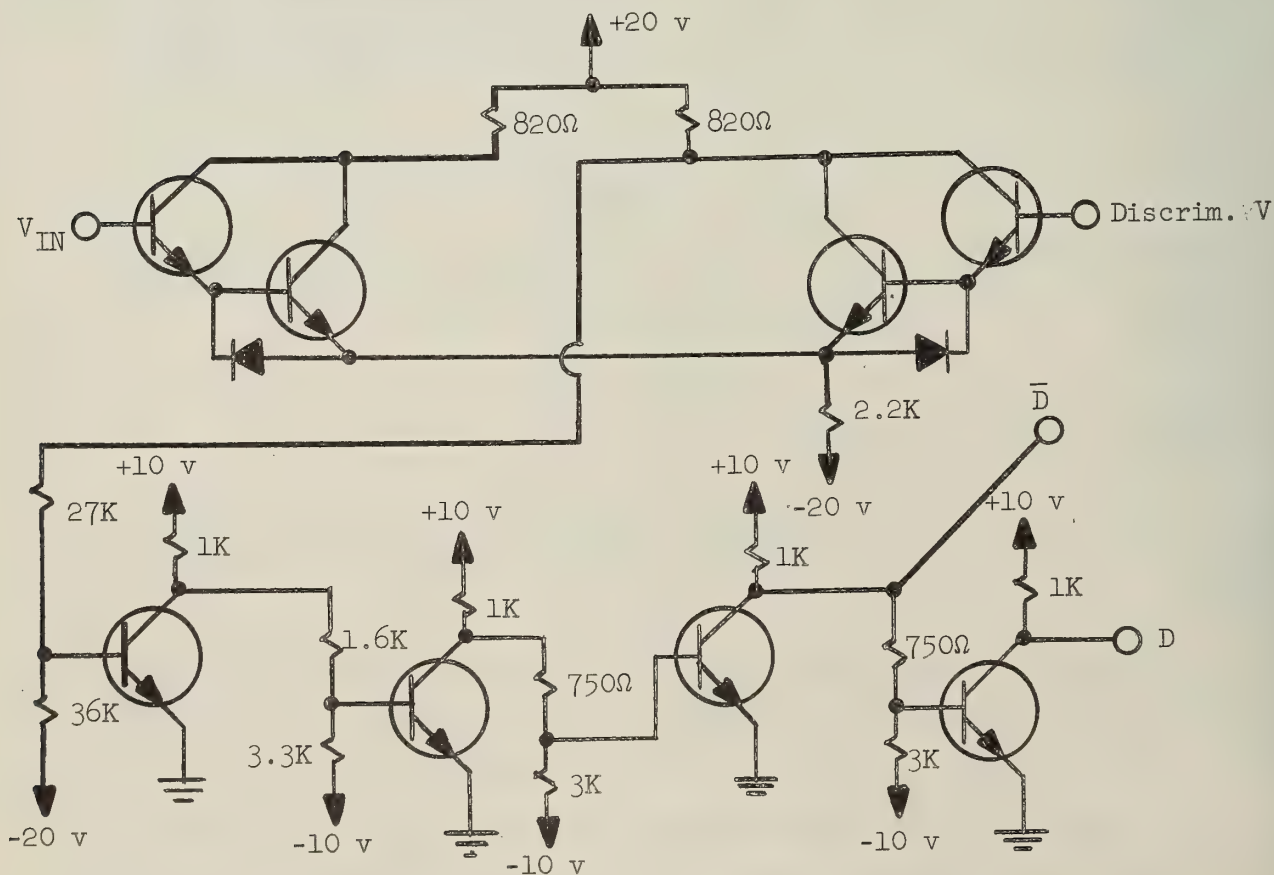 +20 v
820Ω
820Ω
V IN
Discrim. V
2.2K
D̅
+10 v
+10 v
-20 v
+10 v
27K
+10 v
1K
1K
1K
1K
1.6K
750Ω
750Ω
D
36K
3.3K
3K
3K
-20 v
-10 v
-10 v
-10 v